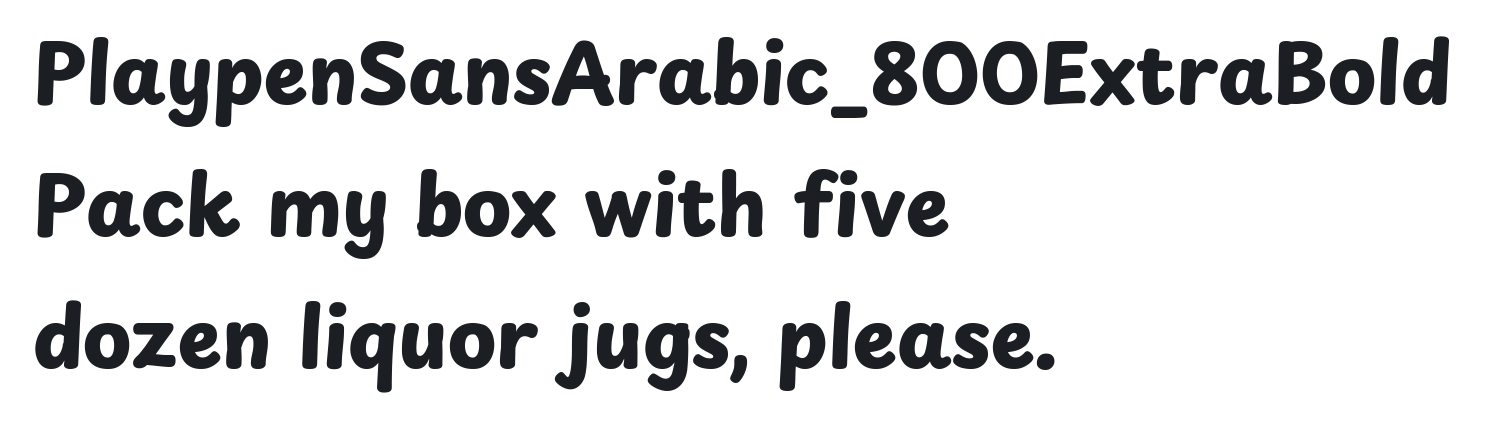 PlaypenSansArabic_800ExtraBold
Pack my box with five
dozen liquor jugs, please.